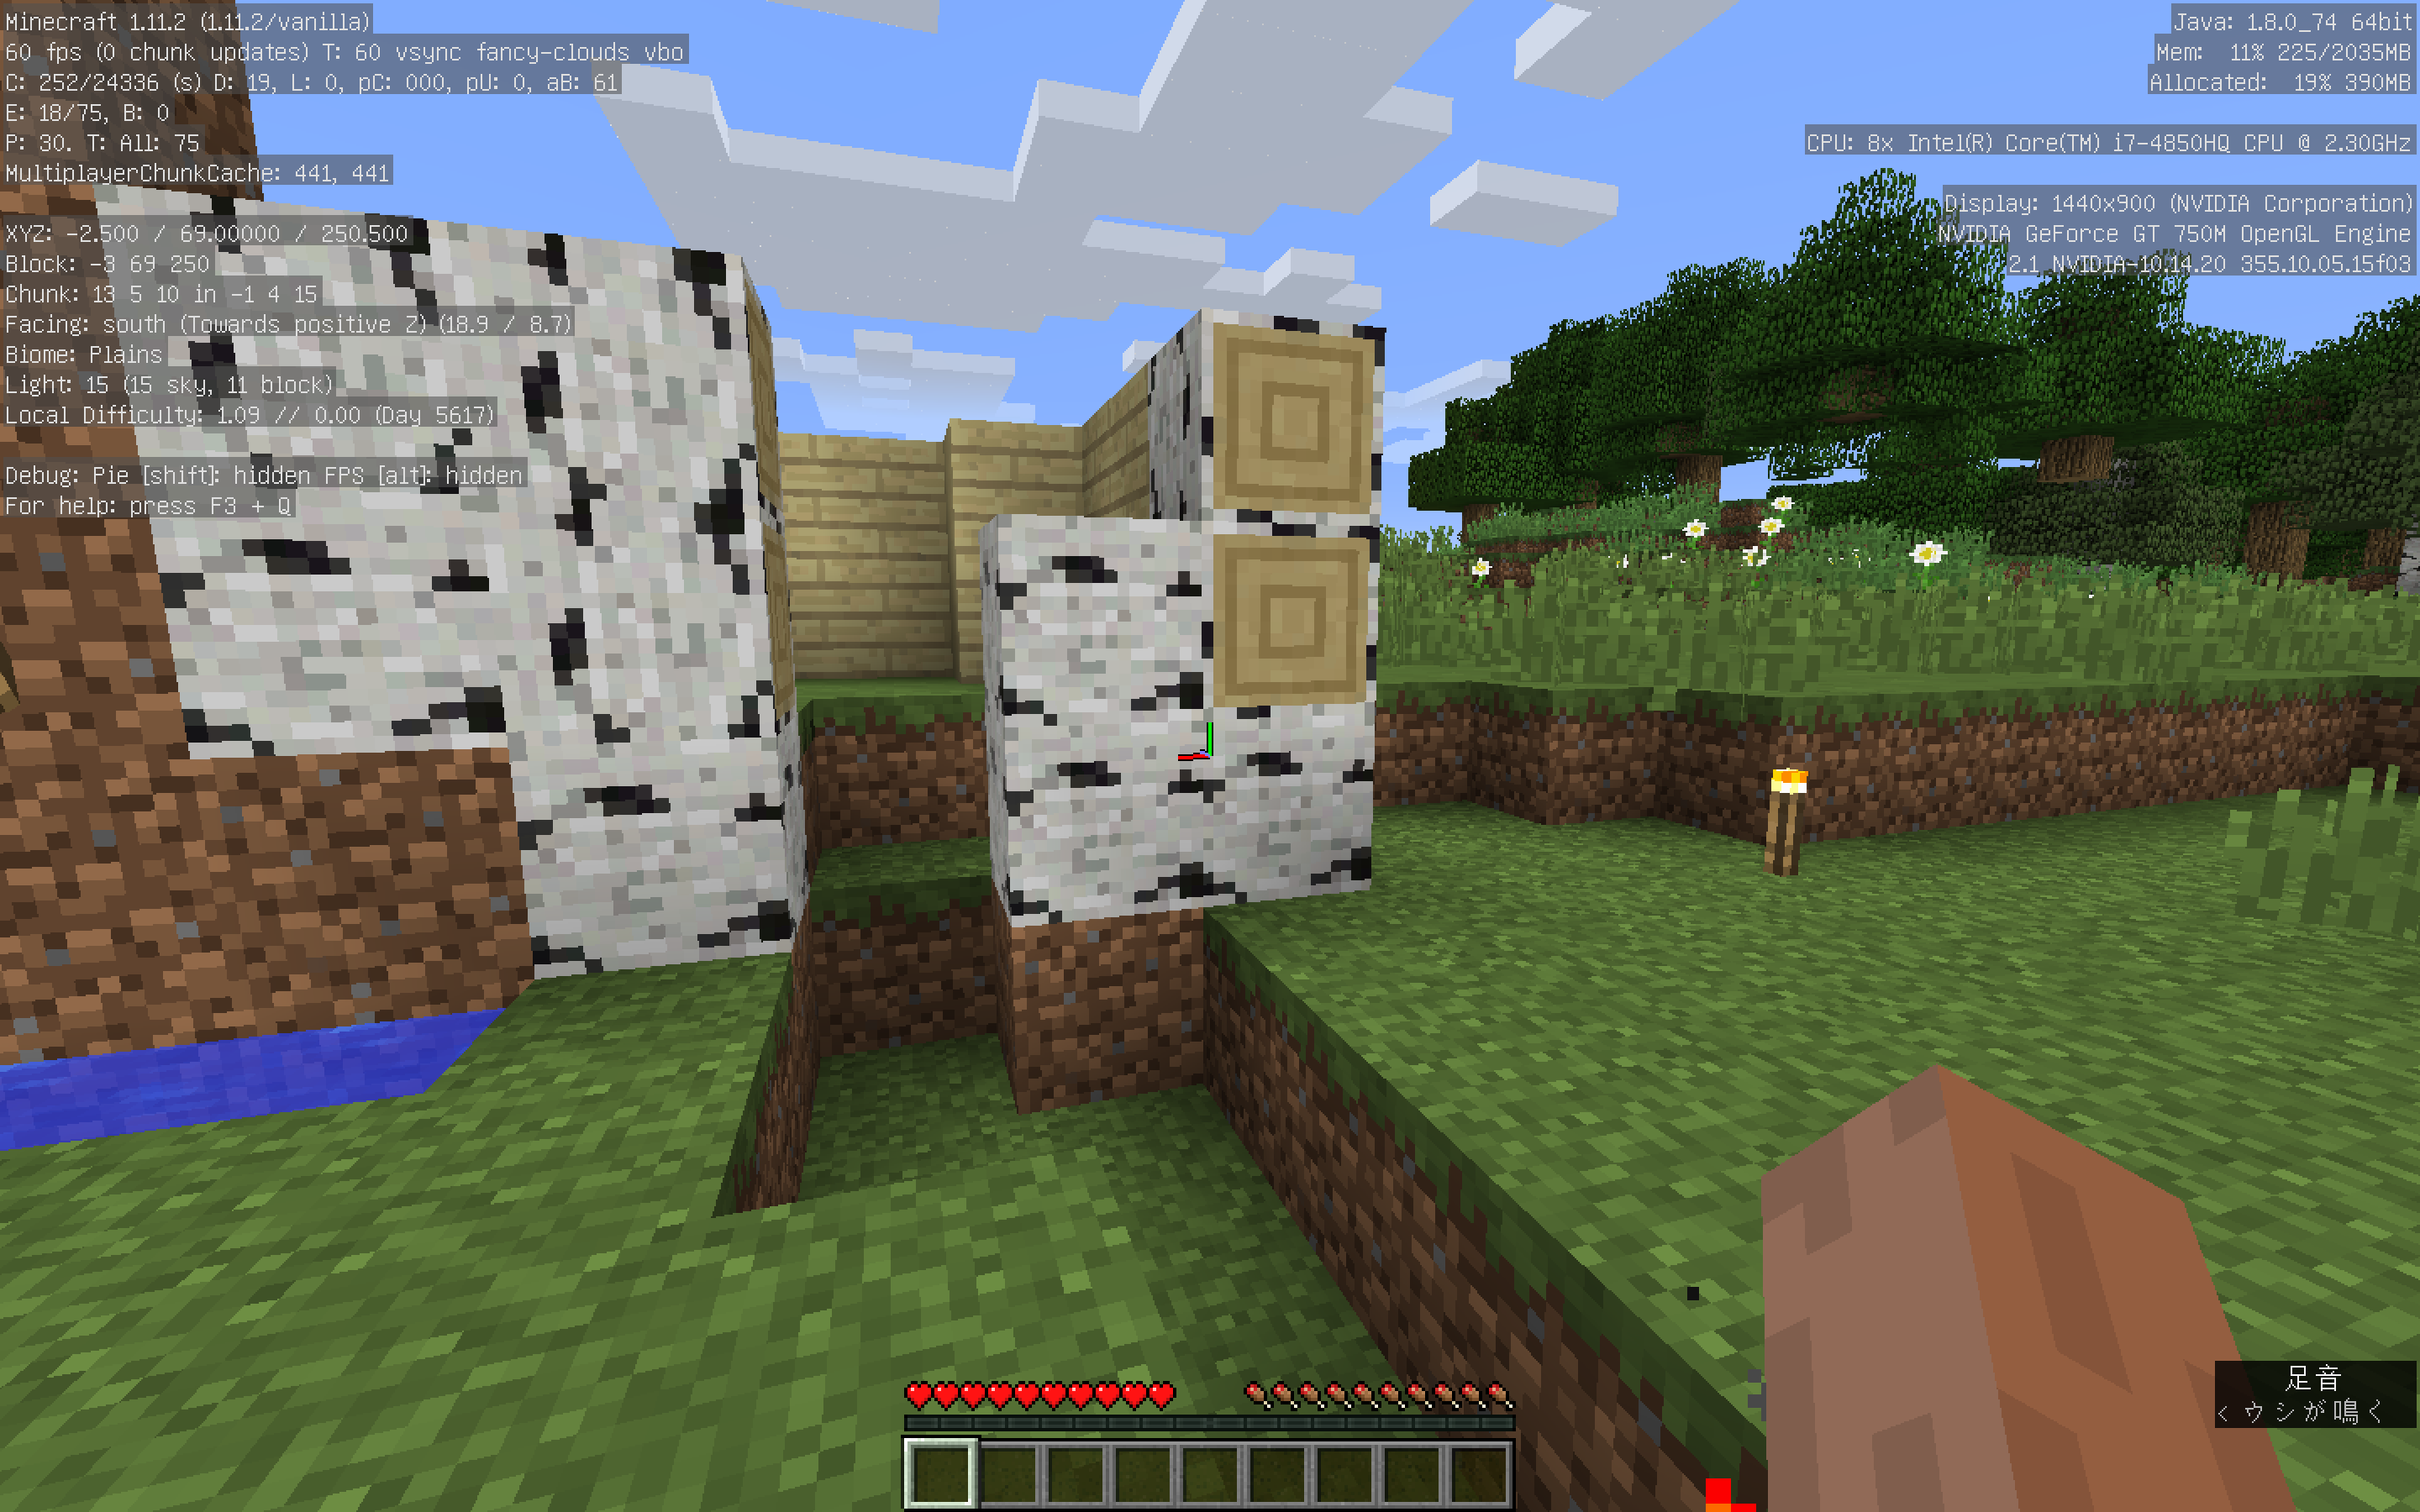 Minecraft 1.11.2 (1.11.2/vanilla)
60 fps (0 chunk updates) T: 60 vsync fancy-clouds vbo
C: 252/24336 (s) D: 19, L: 0, pC: 000, pU: 0, aB: 61
E: 18/75, B: 0
P: 30. T: All: 75
MultiplayerChunkCache: 441, 441
XYZ: -2.500 / 69.00000 / 250.500
Block: -3 69 250
Chunk: 13 5 10 in -1 4 15
Facing: south (Towards positive Z) (18.9 / 8.7)
Biome: Plains
Light: 15 (15 sky, 11 block)
Local Difficulty: 1.09 // 0.00 (Day 5617)
Debug: Pie [shift]: hidden FPS [alt]: hidden
For help: press F3 + Q
Java: 1.8.0_74 64bit
Mem: 11% 225/2035MB
Allocated: 19% 390MB
CPU: 8x Intel(R) Core(TM) i7-4850HQ CPU @ 2.30GHz
Display: 1440x900 (NVIDIA Corporation)
NVIDIA GeForce GT 750M OpenGL Engine
2.1 NVIDIA-10.14.20 355.10.05.15f03
足音
< ウシが鳴く